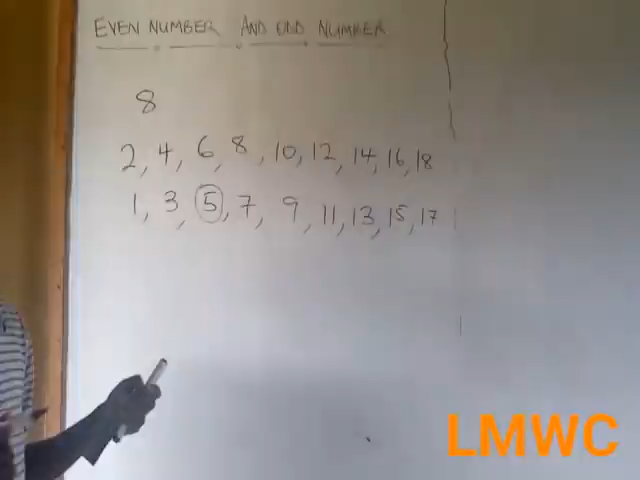 EVEN NUMBER AND ODD NUMBER
8
2, 4, 6, 8, 10, 12, 14, 16, 18
1, 3, 5, 7, 9, 11, 13, 15, 17
LMWC